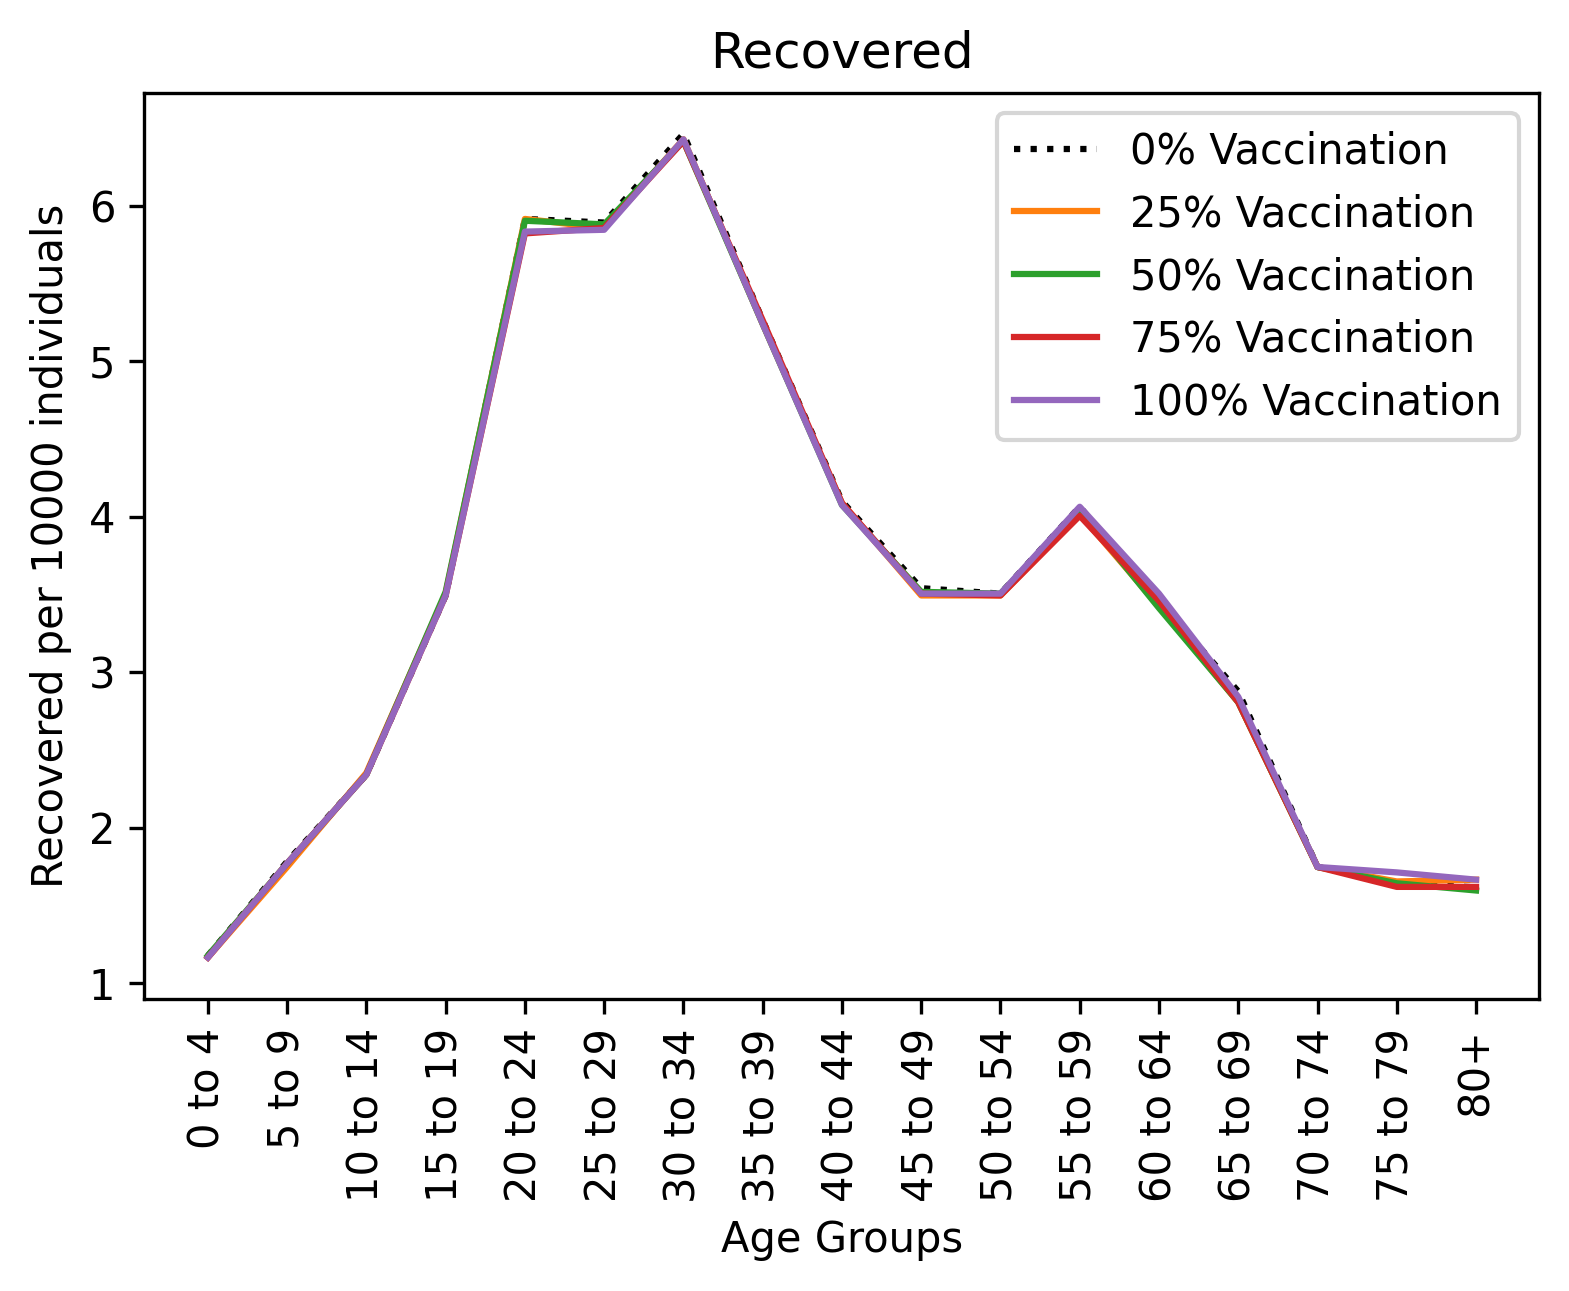 Recovered
0% Vaccination
25% Vaccination
50% Vaccination
75% Vaccination
100% Vaccination
Recovered per 10000 individuals
6
5
4
3
2
1
0 to 4
5 to 9
10 to 14
15 to 19
20 to 24
25 to 29
30 to 34
35 to 39
40 to 44
45 to 49
50 to 54
55 to 59
60 to 64
65 to 69
70 to 74
75 to 79
80+
Age Groups